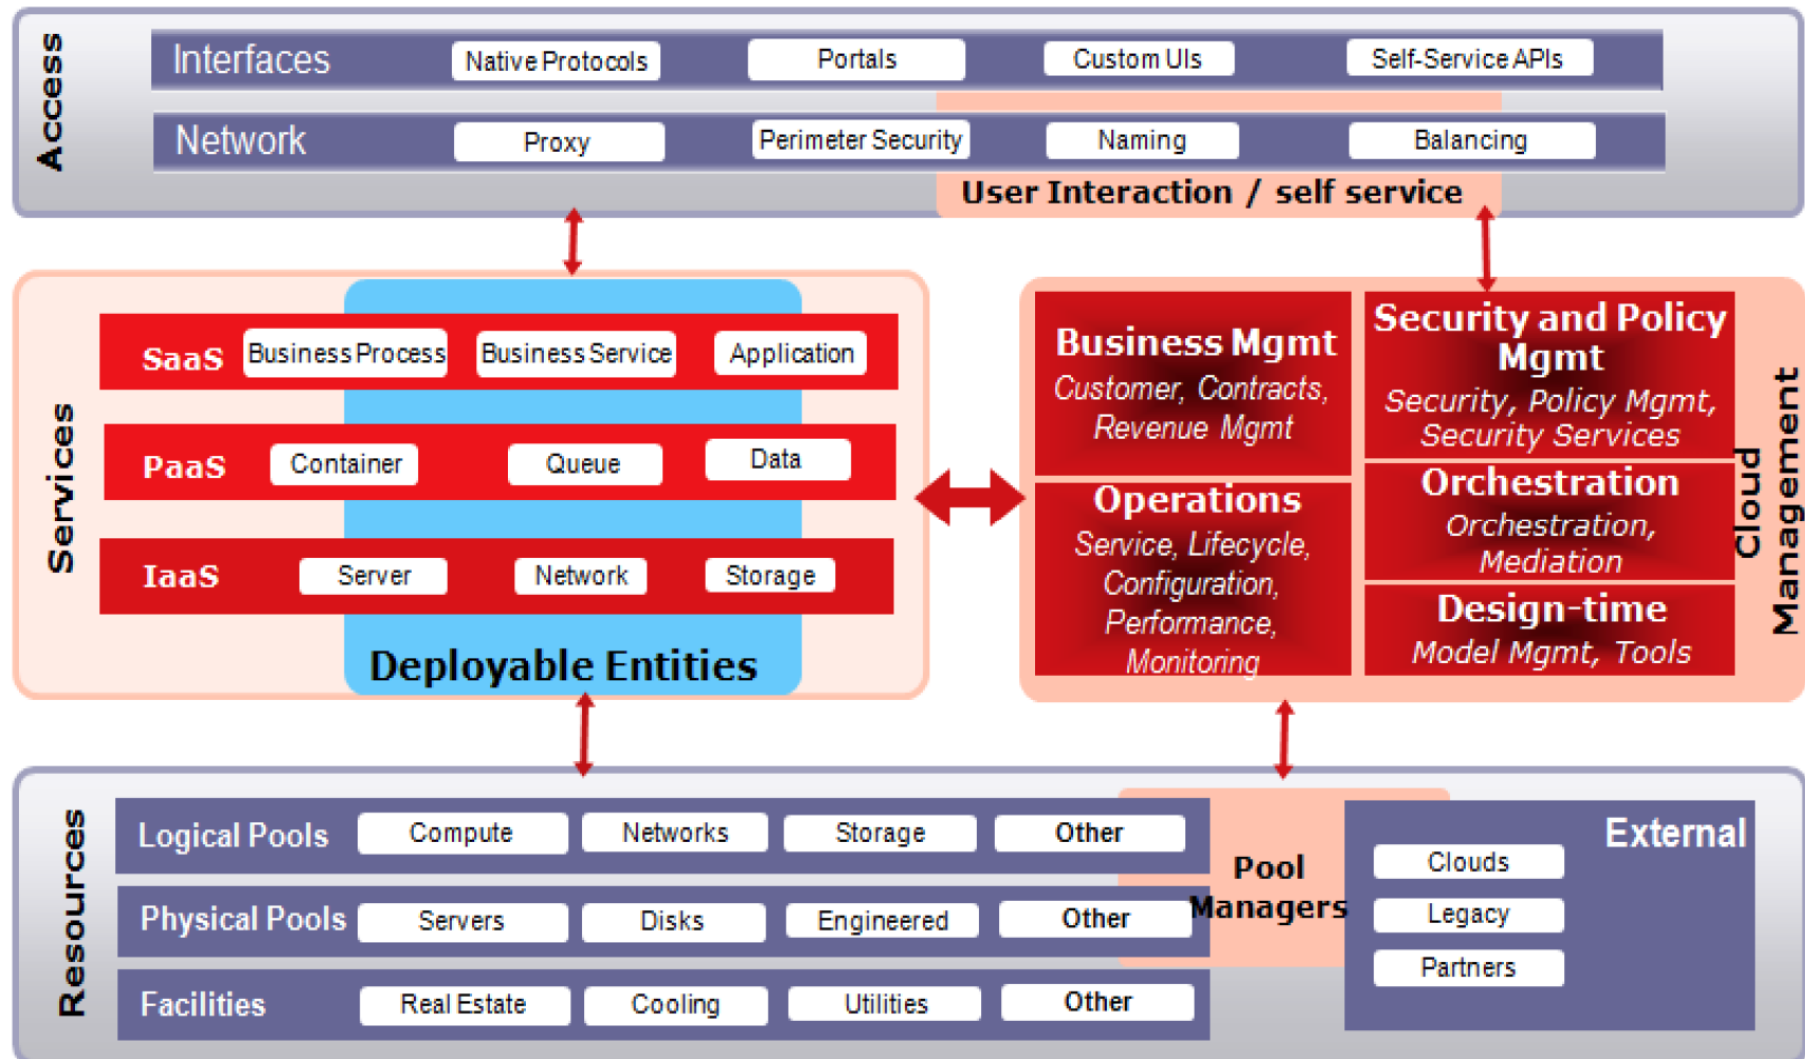 Access
Interfaces
Native Protocols
Portals
Custom UIs
Self-Service APIs
Network
Proxy
Perimeter Security
Naming
Balancing
User Interaction / self service
Services
SaaS
Business Process
Business Service
Application
PaaS
Container
Queue
Data
IaaS
Server
Network
Storage
Deployable Entities
Business Mgmt
Customer, Contracts,
Revenue Mgmt
Operations
Service, Lifecycle,
Configuration,
Performance,
Monitoring
Security and Policy
Mgmt
Security, Policy Mgmt,
Security Services
Orchestration
Orchestration,
Mediation
Design-time
Model Mgmt, Tools
Cloud
Management
Resources
Logical Pools
Compute
Networks
Storage
Other
Physical Pools
Servers
Disks
Engineered
Other
Facilities
Real Estate
Cooling
Utilities
Other
Pool
Managers
External
Clouds
Legacy
Partners